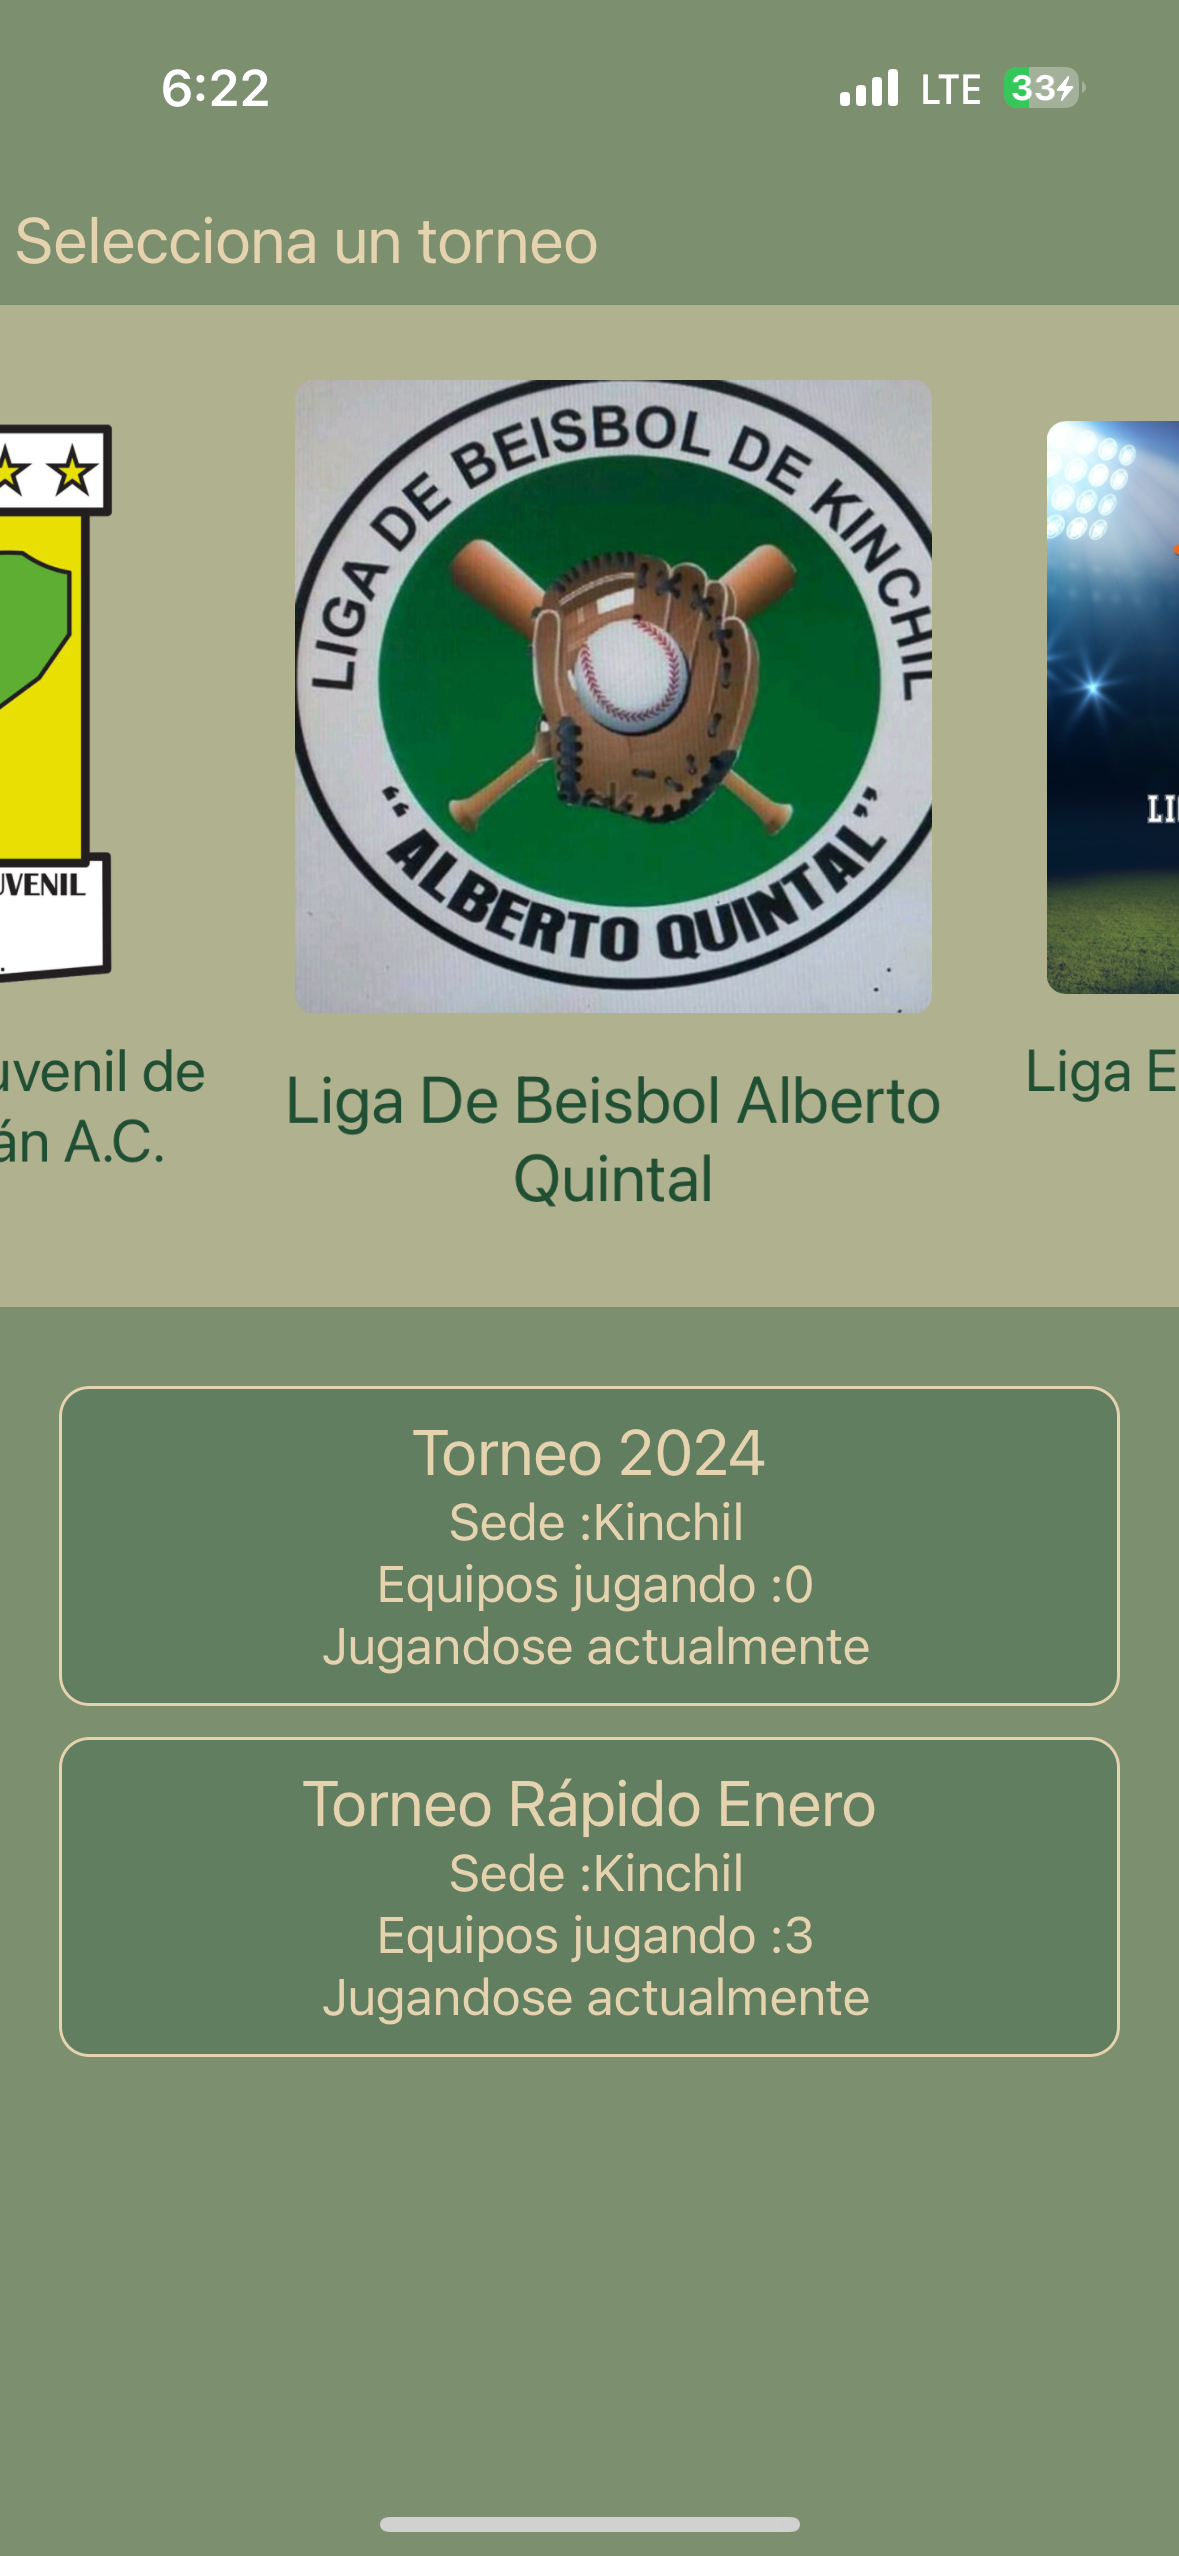 6:22
LTE
33
Selecciona un torneo
LIGA DE BEISBOL DE KINCHIL
“ALBERTO QUINTAL”
UVENIL
LI
uvenil de
án A.C.
Liga De Beisbol Alberto
Quintal
Liga E
Torneo 2024
Sede :Kinchil
Equipos jugando :0
Jugandose actualmente
Torneo Rápido Enero
Sede :Kinchil
Equipos jugando :3
Jugandose actualmente